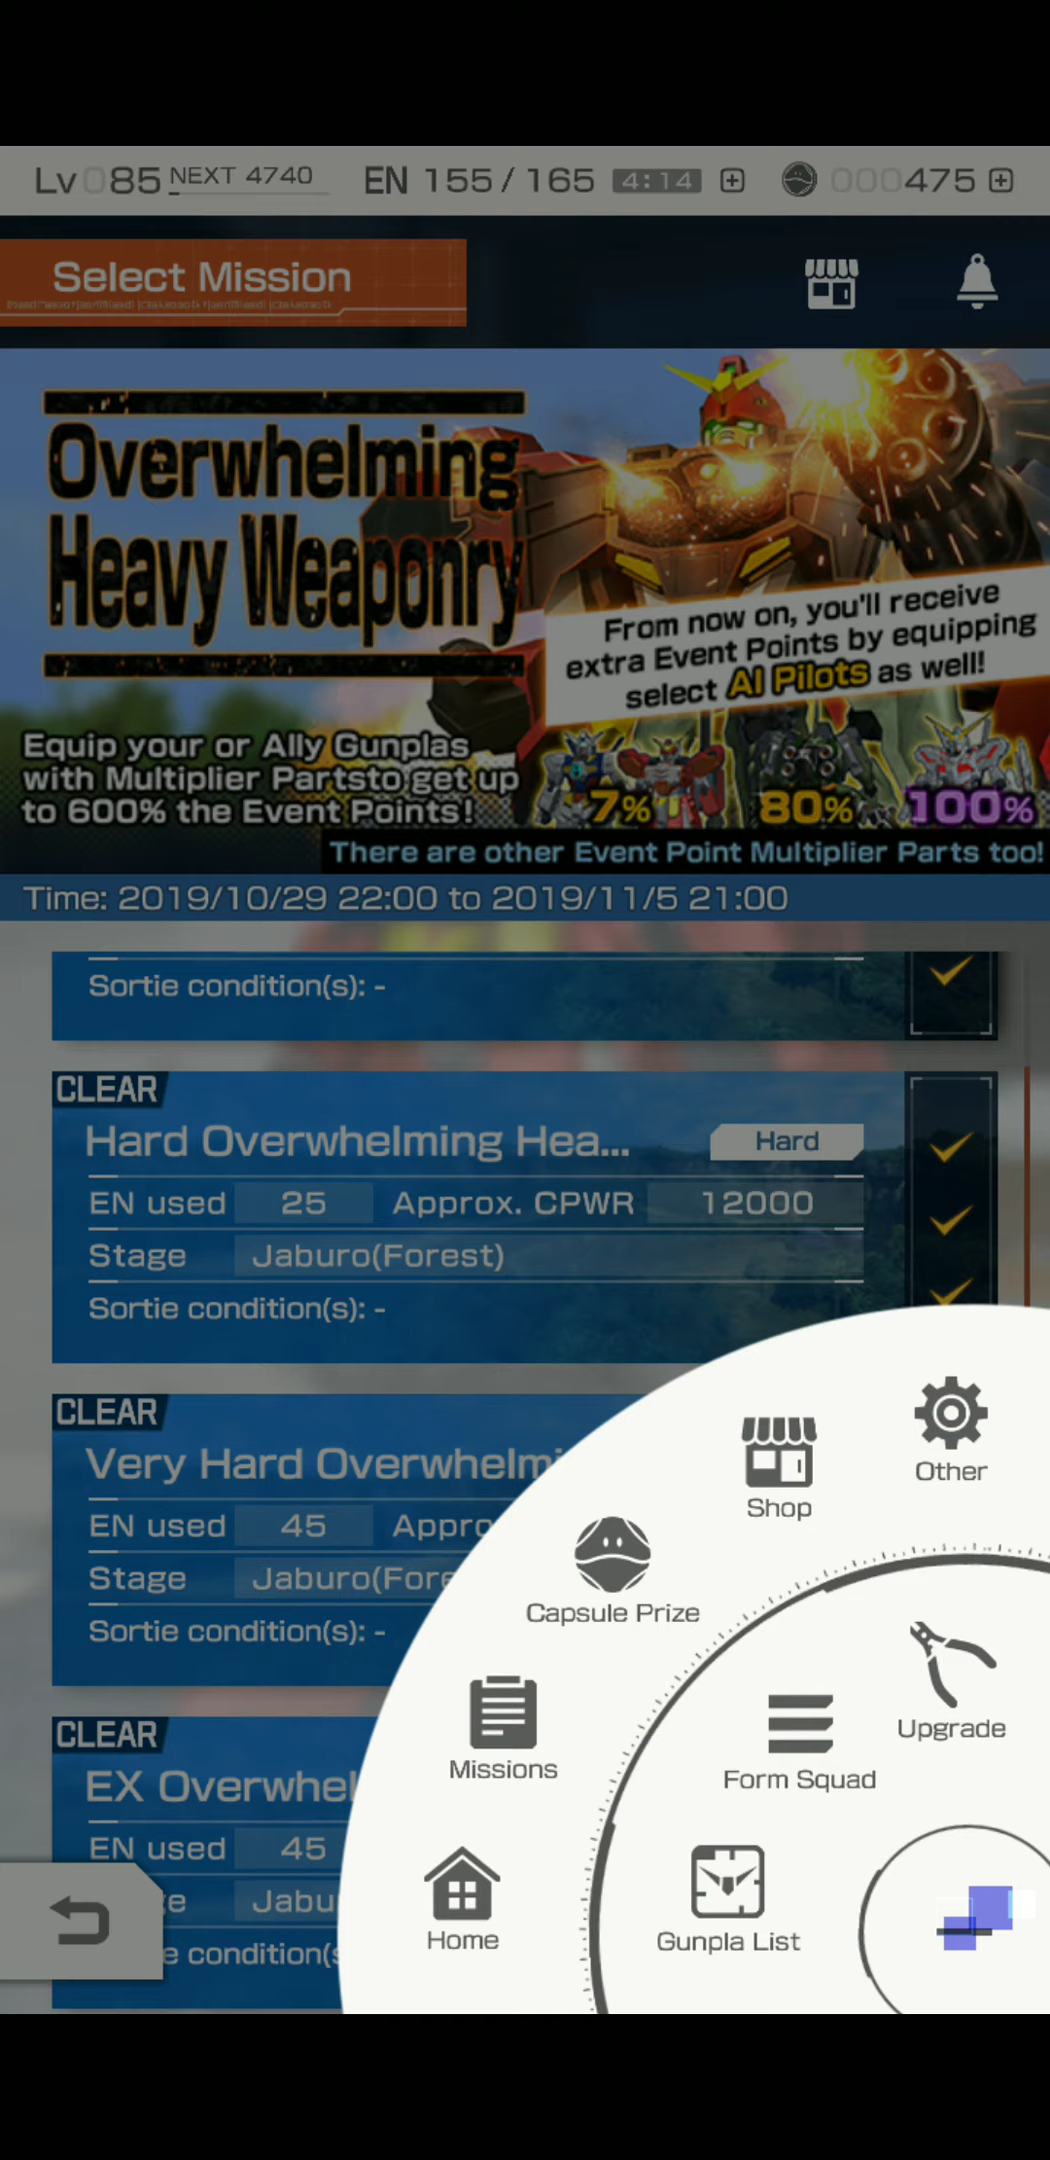 Lv 085 NEXT 4740 EN 155 / 165 4:14 000475
Select Mission
Overwhelming
Heavy Weaponry
From now on, you'll receive
extra Event Points by equipping
select AI Pilots as well!
Equip your or Ally Gunplas
with Multiplier Partsto get up
to 600% the Event Points!
7% 80% 100%
There are other Event Point Multiplier Parts too!
Time: 2019/10/29 22:00 to 2019/11/5 21:00
Sortie condition(s): -
CLEAR
Hard Overwhelming Hea... Hard
EN used 25 Approx. CPWR 12000
Stage Jaburo(Forest)
Sortie condition(s): -
CLEAR
Very Hard Overwhelmi
EN used 45 Appro
Stage Jaburo(Fore
Sortie condition(s): -
CLEAR
EX Overwhel
EN used 45
e Jabu
e condition(s
Other
Shop
Capsule Prize
Missions
Home
Upgrade
Form Squad
Gunpla List